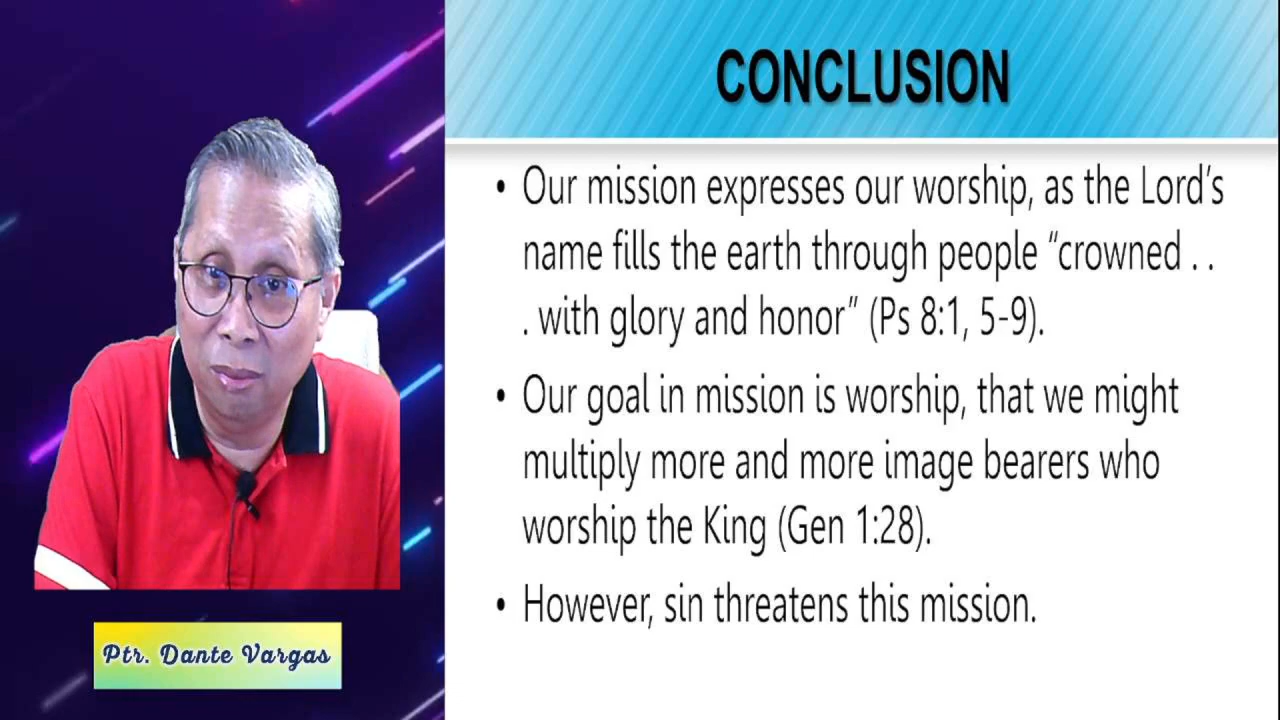 CONCLUSION
• Our mission expresses our worship, as the Lord's
name fills the earth through people “crowned . .
. with glory and honor” (Ps 8:1, 5-9).
• Our goal in mission is worship, that we might
multiply more and more image bearers who
worship the King (Gen 1:28).
• However, sin threatens this mission.
Ptr. Dante Vargas